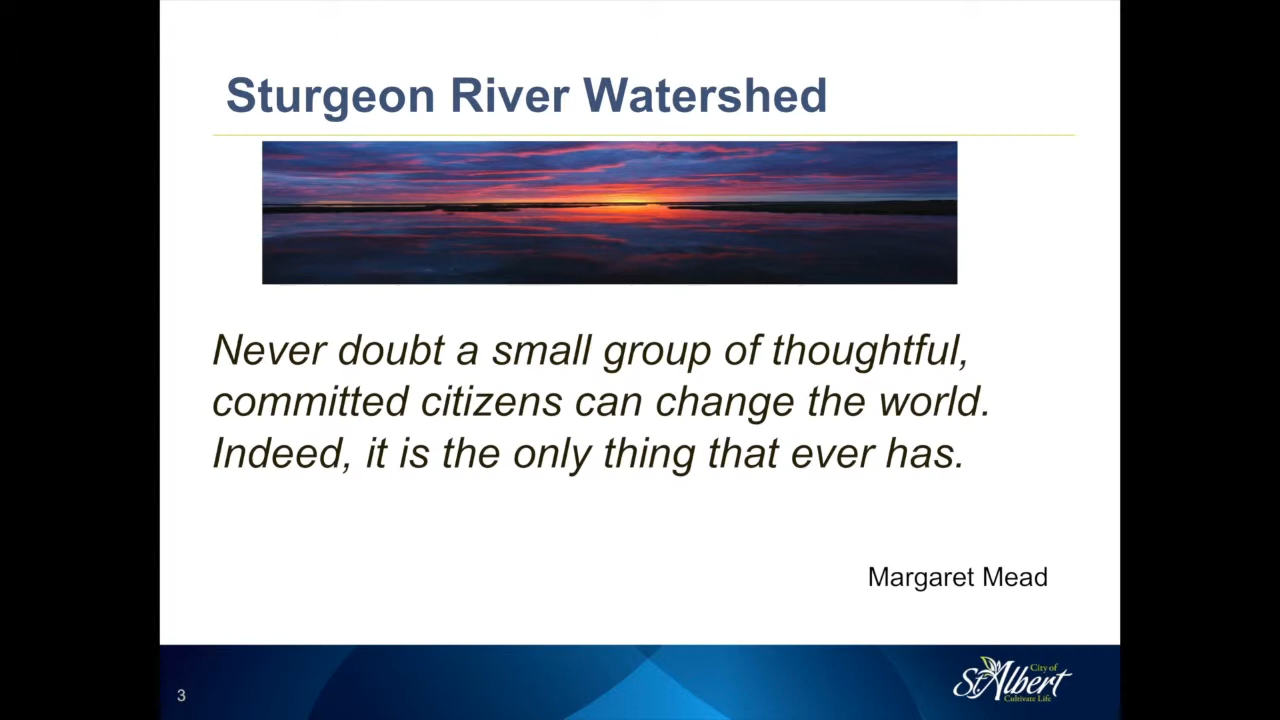 Sturgeon River Watershed
Never doubt a small group of thoughtful,
committed citizens can change the world.
Indeed, it is the only thing that ever has.
Margaret Mead
3
City of
St Albert
Cultivate Life